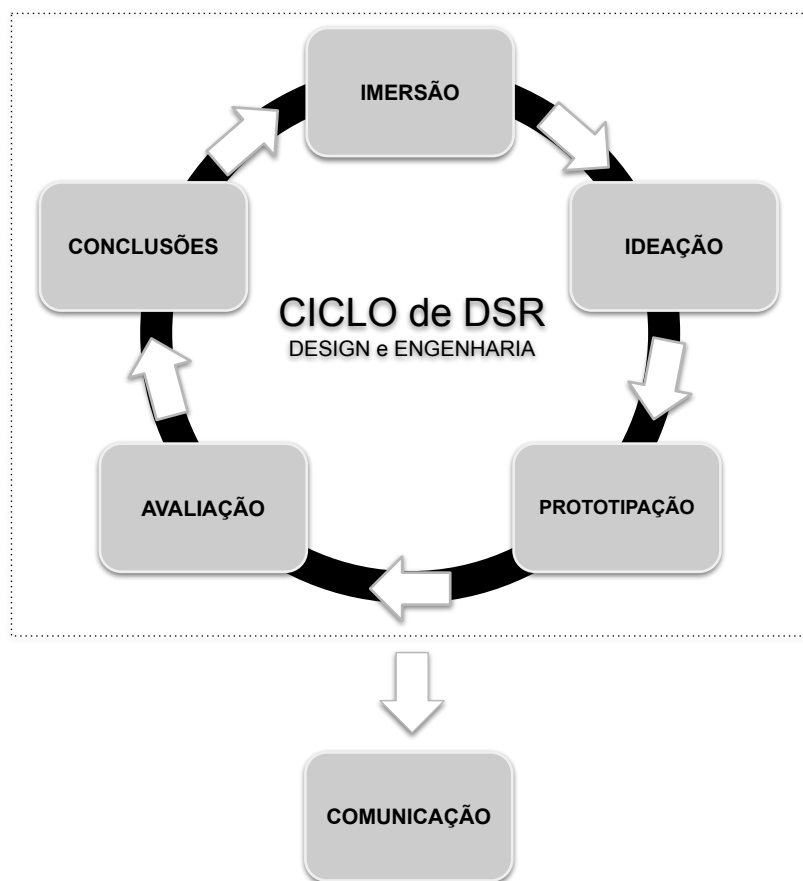 IMERSÃO
IDEAÇÃO
CONCLUSÕES
CICLO de DSR
DESIGN e ENGENHARIA
PROTOTIPAÇÃO
AVALIAÇÃO
COMUNICAÇÃO